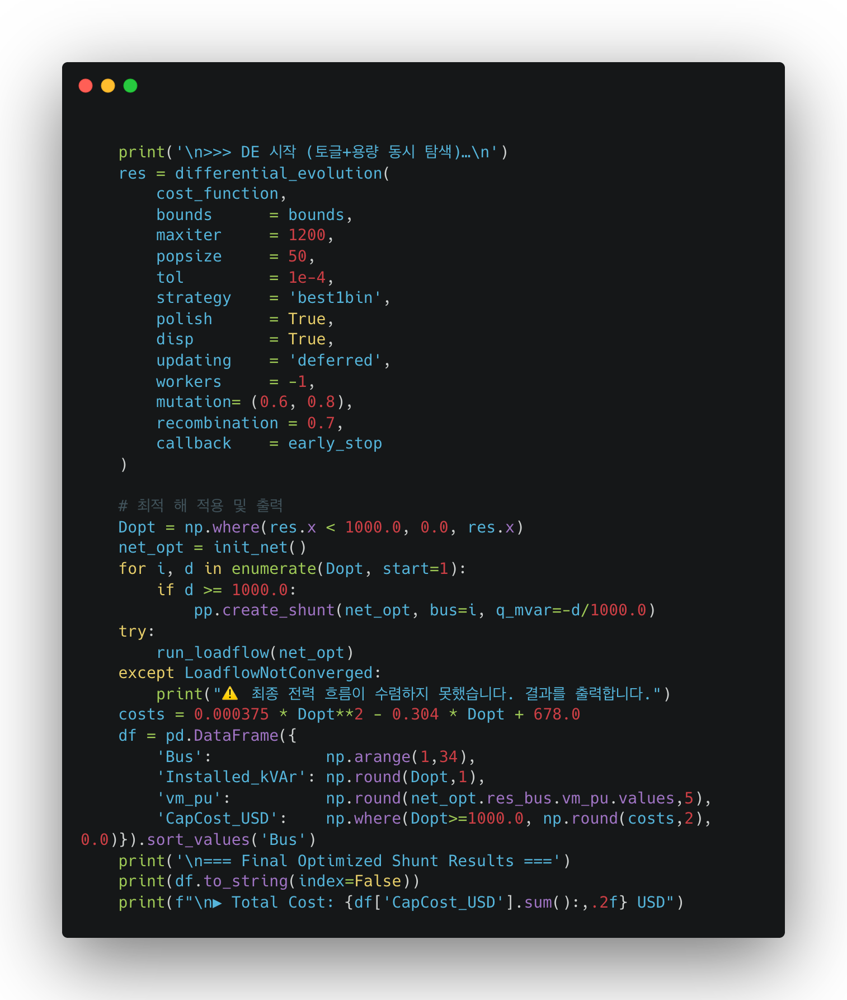 print('\n>>> DE 시작 (토글+용량 동시 탐색)…\n')
res = differential_evolution(
    cost_function,
    bounds      = bounds,
    maxiter     = 1200,
    popsize     = 50,
    tol         = 1e-4,
    strategy    = 'best1bin',
    polish      = True,
    disp        = True,
    updating    = 'deferred',
    workers     = -1,
    mutation= (0.6, 0.8),
    recombination = 0.7,
    callback    = early_stop
)
# 최적 해 적용 및 출력
Dopt = np.where(res.x < 1000.0, 0.0, res.x)
net_opt = init_net()
for i, d in enumerate(Dopt, start=1):
    if d >= 1000.0:
        pp.create_shunt(net_opt, bus=i, q_mvar=-d/1000.0)
try:
    run_loadflow(net_opt)
except LoadflowNotConverged:
    print("⚠️ 최종 전력 흐름이 수렴하지 못했습니다. 결과를 출력합니다.")
costs = 0.000375 * Dopt**2 - 0.304 * Dopt + 678.0
df = pd.DataFrame({
    'Bus':            np.arange(1,34),
    'Installed_kVAr': np.round(Dopt,1),
    'vm_pu':          np.round(net_opt.res_bus.vm_pu.values,5),
    'CapCost_USD':    np.where(Dopt>=1000.0, np.round(costs,2),
0.0)}).sort_values('Bus')
print('\n=== Final Optimized Shunt Results ===')
print(df.to_string(index=False))
print(f"\n▶ Total Cost: {df['CapCost_USD'].sum():,.2f} USD")